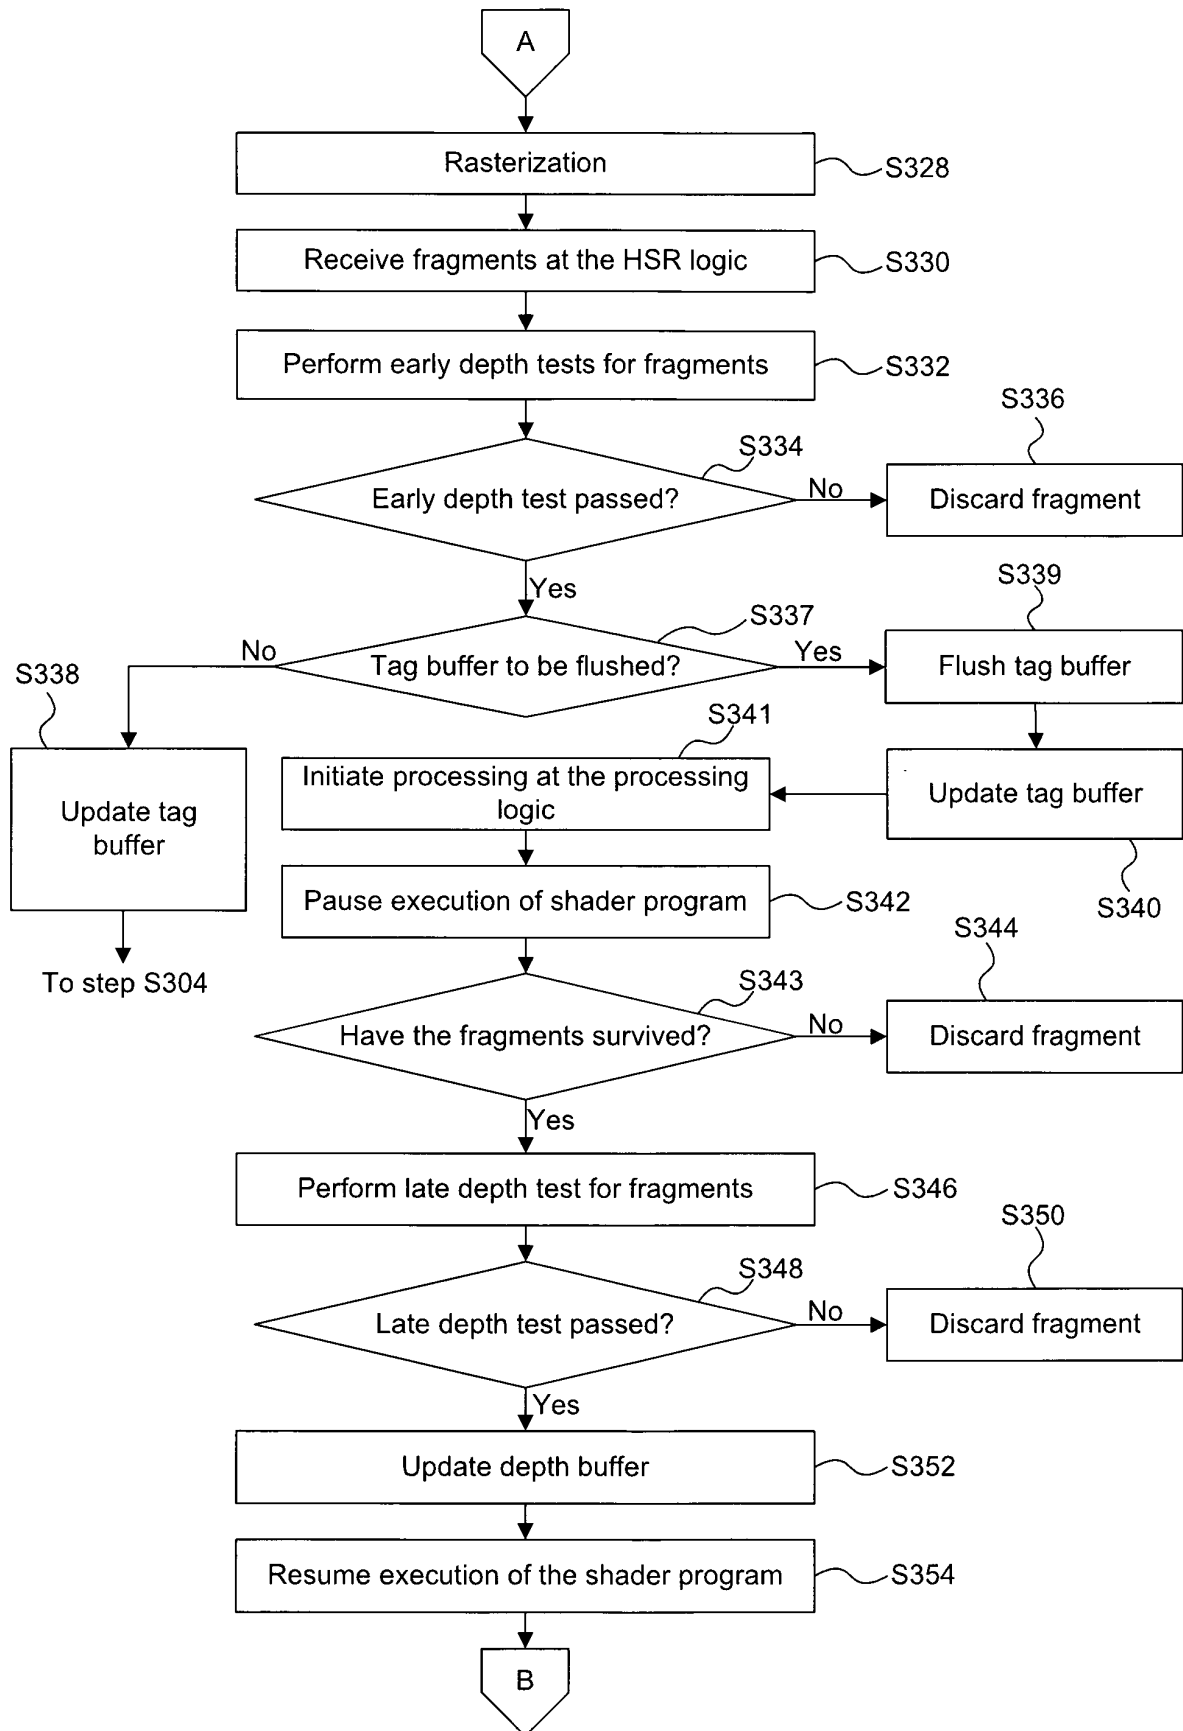 A
Rasterization
S328
Receive fragments at the HSR logic
S330
Perform early depth tests for fragments
S332
S336
S334
Early depth test passed?
No
Discard fragment
Yes
S339
S337
No
Tag buffer to be flushed?
Yes
Flush tag buffer
S338
S341
Initiate processing at the processing
logic
Update tag buffer
Update tag
buffer
Pause execution of shader program
S342
S340
S344
To step S304
S343
Have the fragments survived?
No
Discard fragment
Yes
Perform late depth test for fragments
S346
S350
S348
Late depth test passed?
No
Discard fragment
Yes
Update depth buffer
S352
Resume execution of the shader program
S354
B